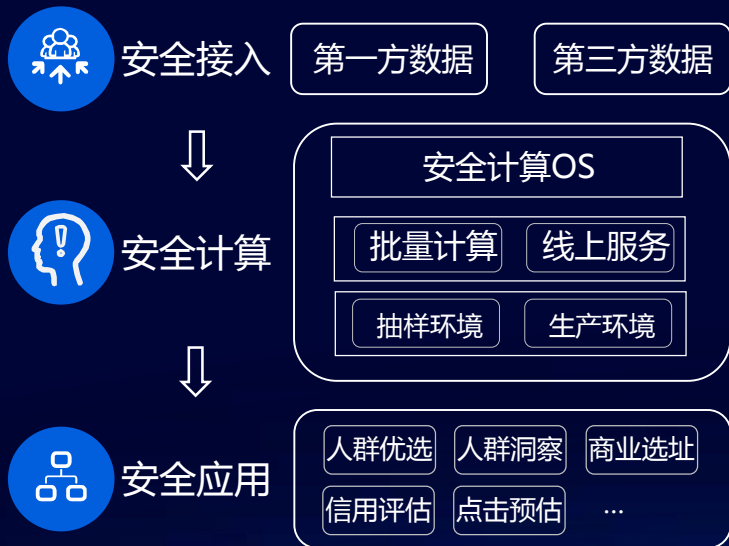 安全接入
第一方数据
第三方数据
安全计算OS
安全计算
批量计算
线上服务
抽样环境
生产环境
安全应用
人群优选
人群洞察
商业选址
信用评估
点击预估
...